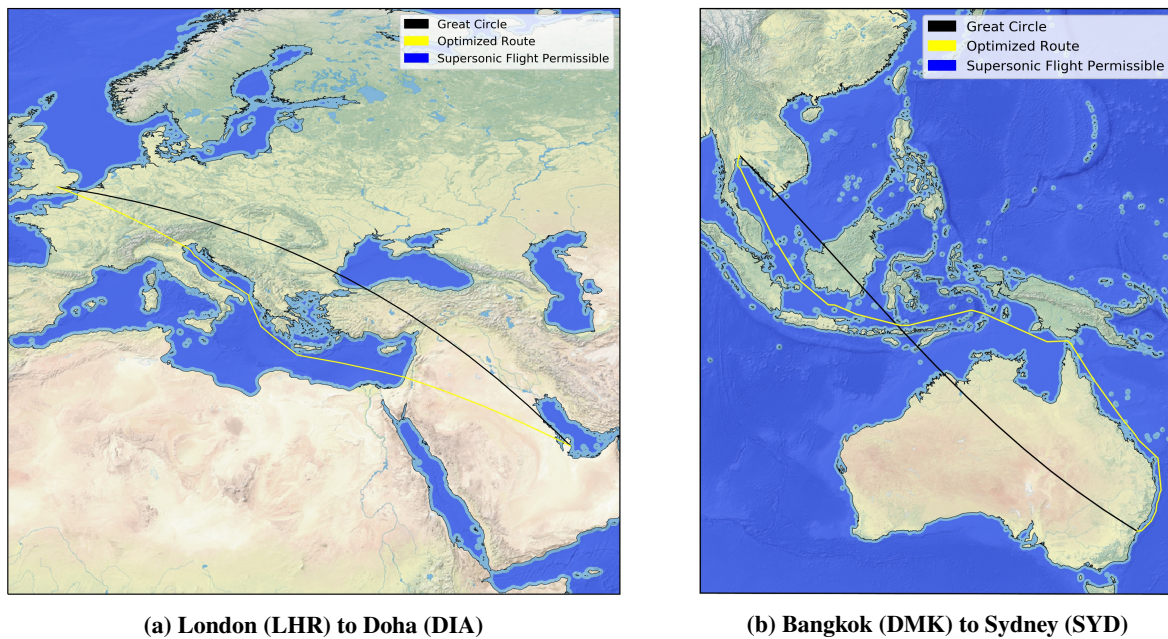 Great Circle
Optimized Route
Supersonic Flight Permissible
Great Circle
Optimized Route
Supersonic Flight Permissible
(a) London (LHR) to Doha (DIA)
(b) Bangkok (DMK) to Sydney (SYD)